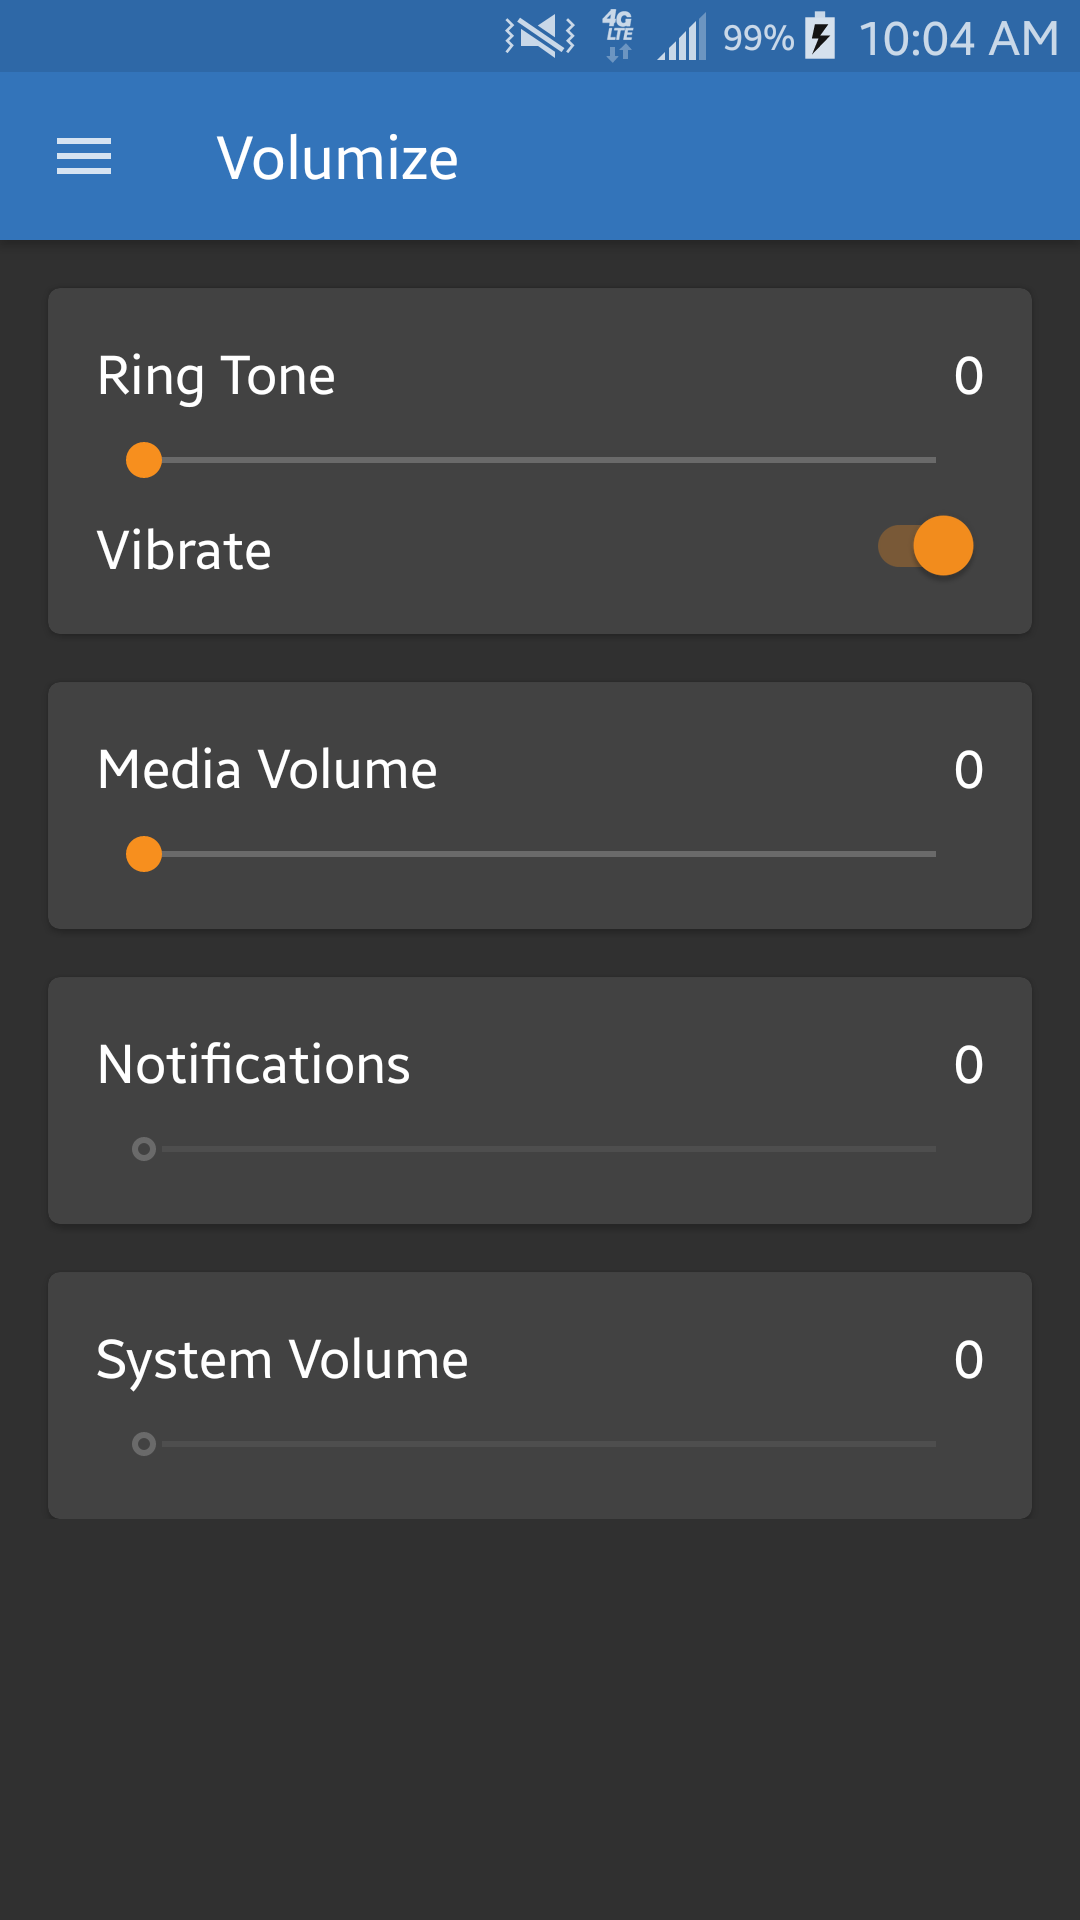 4G LTE 99% 10:04 AM
Volumize
Ring Tone 0
Vibrate
Media Volume 0
Notifications 0
System Volume 0